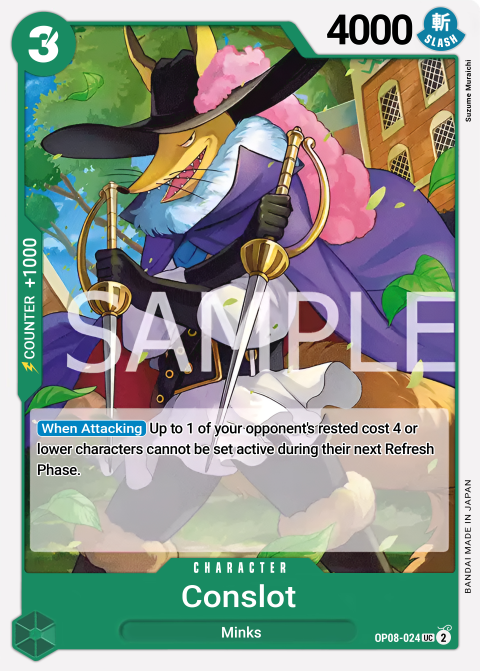 3
4000
斬
SLASH
Suzume Muraichi
COUNTER +1000
SAMPLE
When Attacking Up to 1 of your opponent's rested cost 4 or
lower characters cannot be set active during their next Refresh
Phase.
BANDAI MADE IN JAPAN
CHARACTER
Conslot
Minks
OP08-024 UC 2